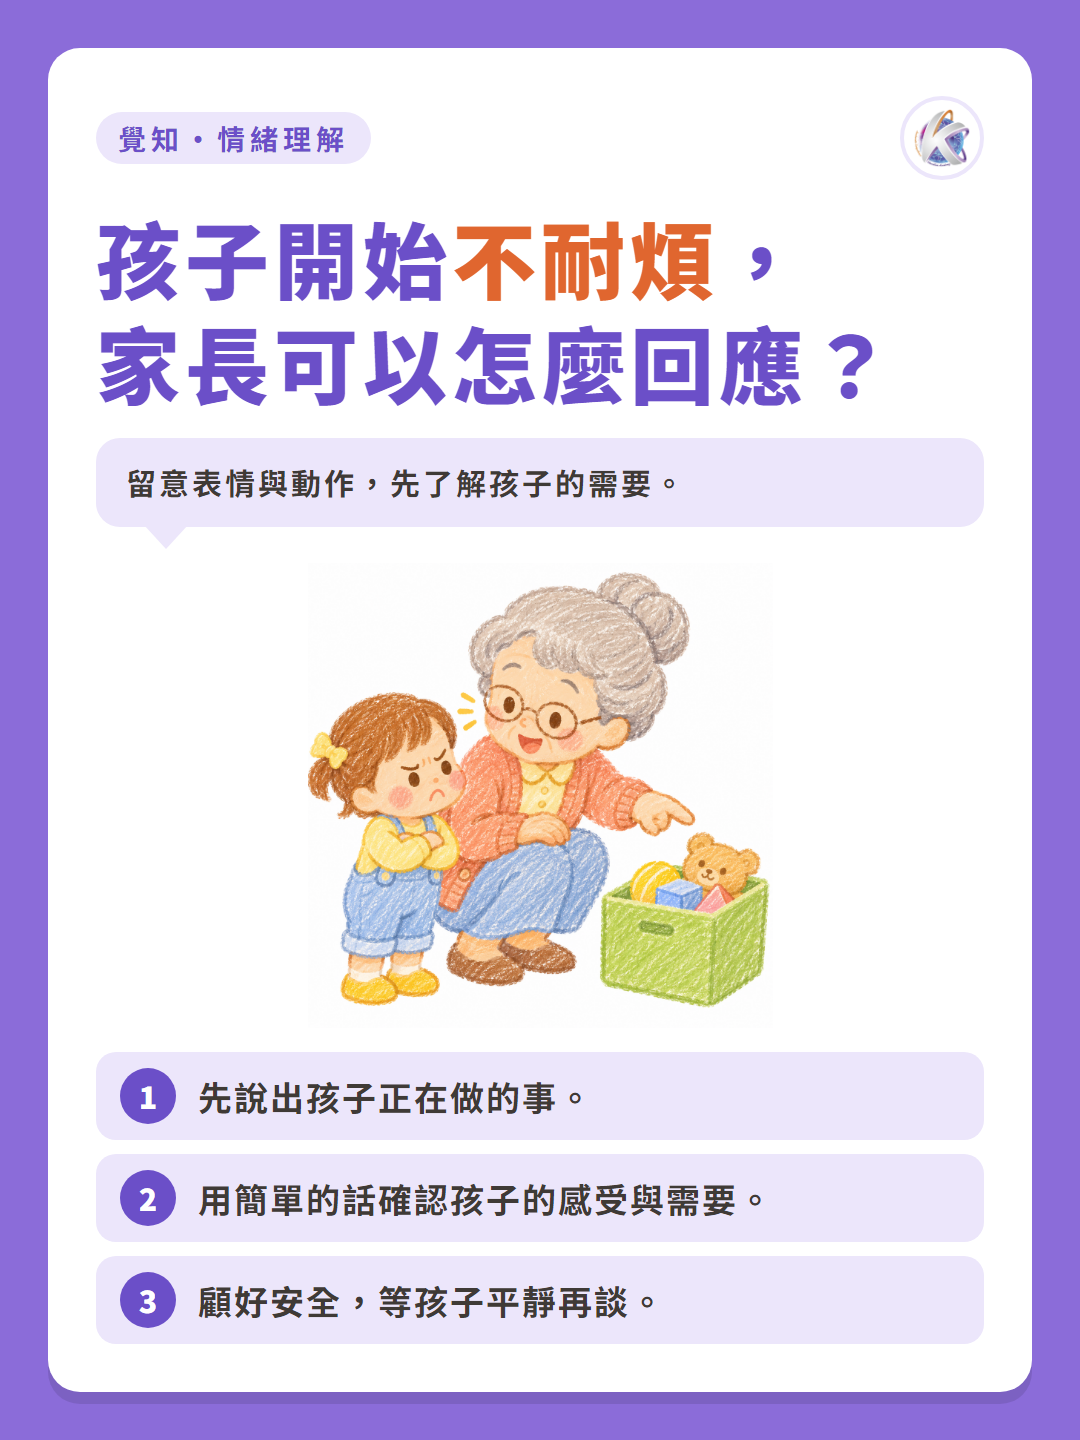 覺知・情緒理解
孩子開始不耐煩，
家長可以怎麼回應？
留意表情與動作，先了解孩子的需要。
1 先說出孩子正在做的事。
2 用簡單的話確認孩子的感受與需要。
3 顧好安全，等孩子平靜再談。